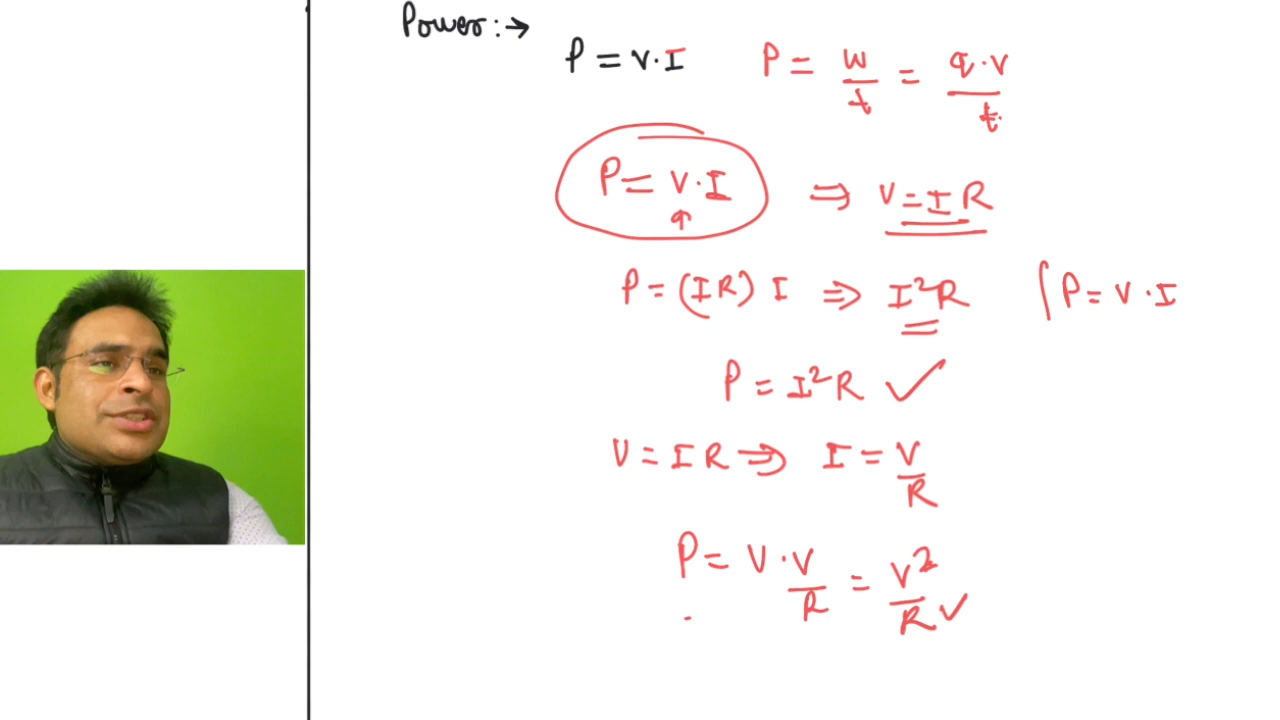 Power:→
P = V·I P = W/t = q·V/t
P = V·I ⇒ V = IR
↑
P = (IR) I ⇒ I²R P = V·I
P = I²R ✓
V = IR ⇒ I = V/R
P = V·V/R = V²/R ✓